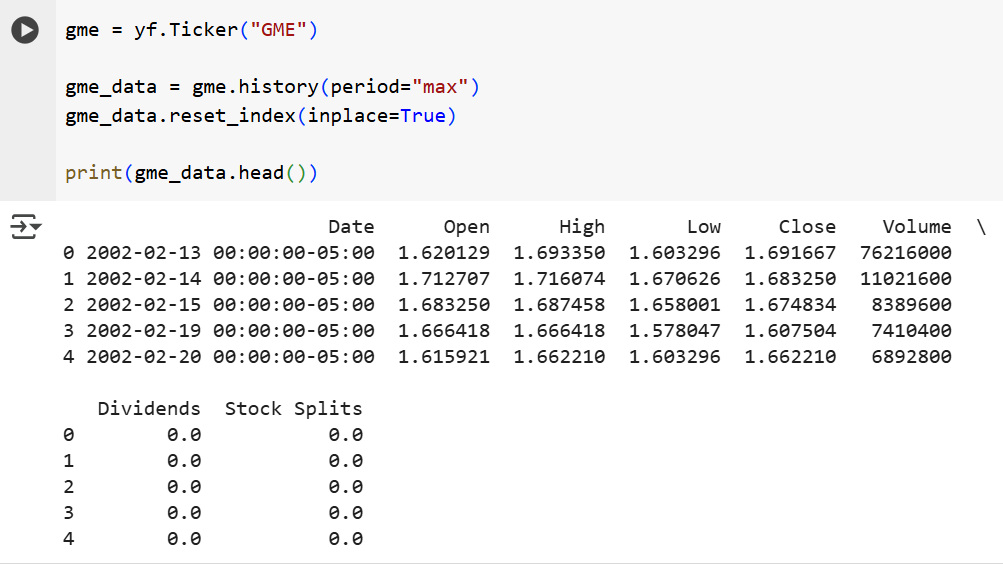 gme = yf.Ticker("GME")
gme_data = gme.history(period="max")
gme_data.reset_index(inplace=True)
print(gme_data.head())
Date Open High Low Close Volume \
0 2002-02-13 00:00:00-05:00 1.620129 1.693350 1.603296 1.691667 76216000
1 2002-02-14 00:00:00-05:00 1.712707 1.716074 1.670626 1.683250 11021600
2 2002-02-15 00:00:00-05:00 1.683250 1.687458 1.658001 1.674834 8389600
3 2002-02-19 00:00:00-05:00 1.666418 1.666418 1.578047 1.607504 7410400
4 2002-02-20 00:00:00-05:00 1.615921 1.662210 1.603296 1.662210 6892800
Dividends Stock Splits
0 0.0 0.0
1 0.0 0.0
2 0.0 0.0
3 0.0 0.0
4 0.0 0.0